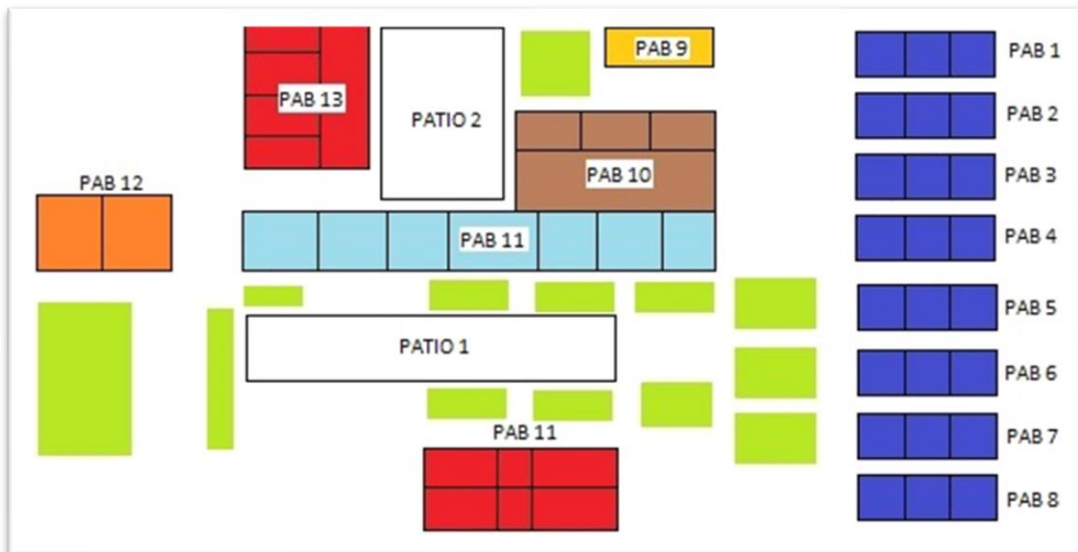 PAB 9
PAB 1
PAB 13
PATIO 2
PAB 2
PAB 10
PAB 3
PAB 12
PAB 11
PAB 4
PAB 5
PATIO 1
PAB 6
PAB 11
PAB 7
PAB 8